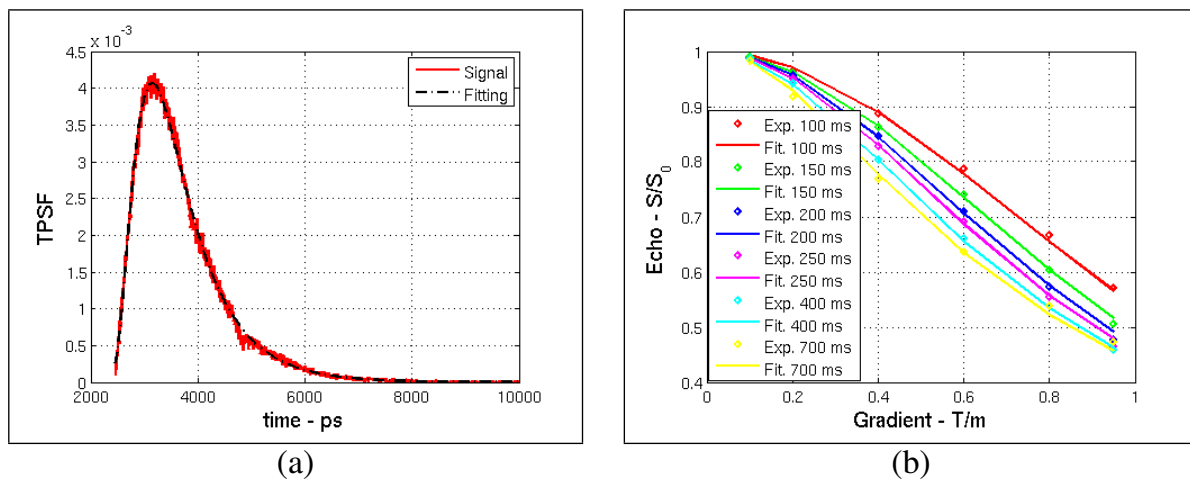 x 10⁻³
4.5
4
3.5
3
2.5
2
1.5
1
0.5
0
2000 4000 6000 8000 10000
TPSF
time - ps
Signal
Fitting
(a)
1
0.9
0.8
0.7
0.6
0.5
0.4
0 0.2 0.4 0.6 0.8 1
Echo - S/S₀
Gradient - T/m
Exp. 100 ms
Fit. 100 ms
Exp. 150 ms
Fit. 150 ms
Exp. 200 ms
Fit. 200 ms
Exp. 250 ms
Fit. 250 ms
Exp. 400 ms
Fit. 400 ms
Exp. 700 ms
Fit. 700 ms
(b)